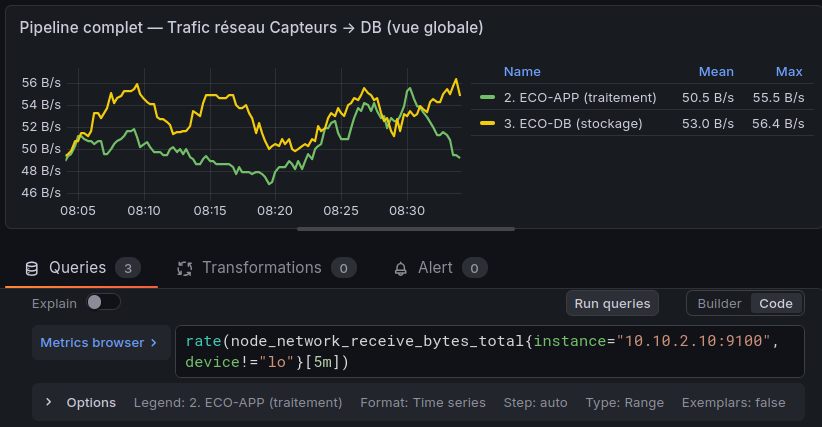 Pipeline complet — Trafic réseau Capteurs → DB (vue globale)
56 B/s
54 B/s
52 B/s
50 B/s
48 B/s
46 B/s
08:05 08:10 08:15 08:20 08:25 08:30
Name Mean Max
2. ECO-APP (traitement) 50.5 B/s 55.5 B/s
3. ECO-DB (stockage) 53.0 B/s 56.4 B/s
Queries 3 Transformations 0 Alert 0
Explain Run queries Builder Code
Metrics browser > rate(node_network_receive_bytes_total{instance="10.10.2.10:9100",
device!="lo"}[5m])
> Options Legend: 2. ECO-APP (traitement) Format: Time series Step: auto Type: Range Exemplars: false